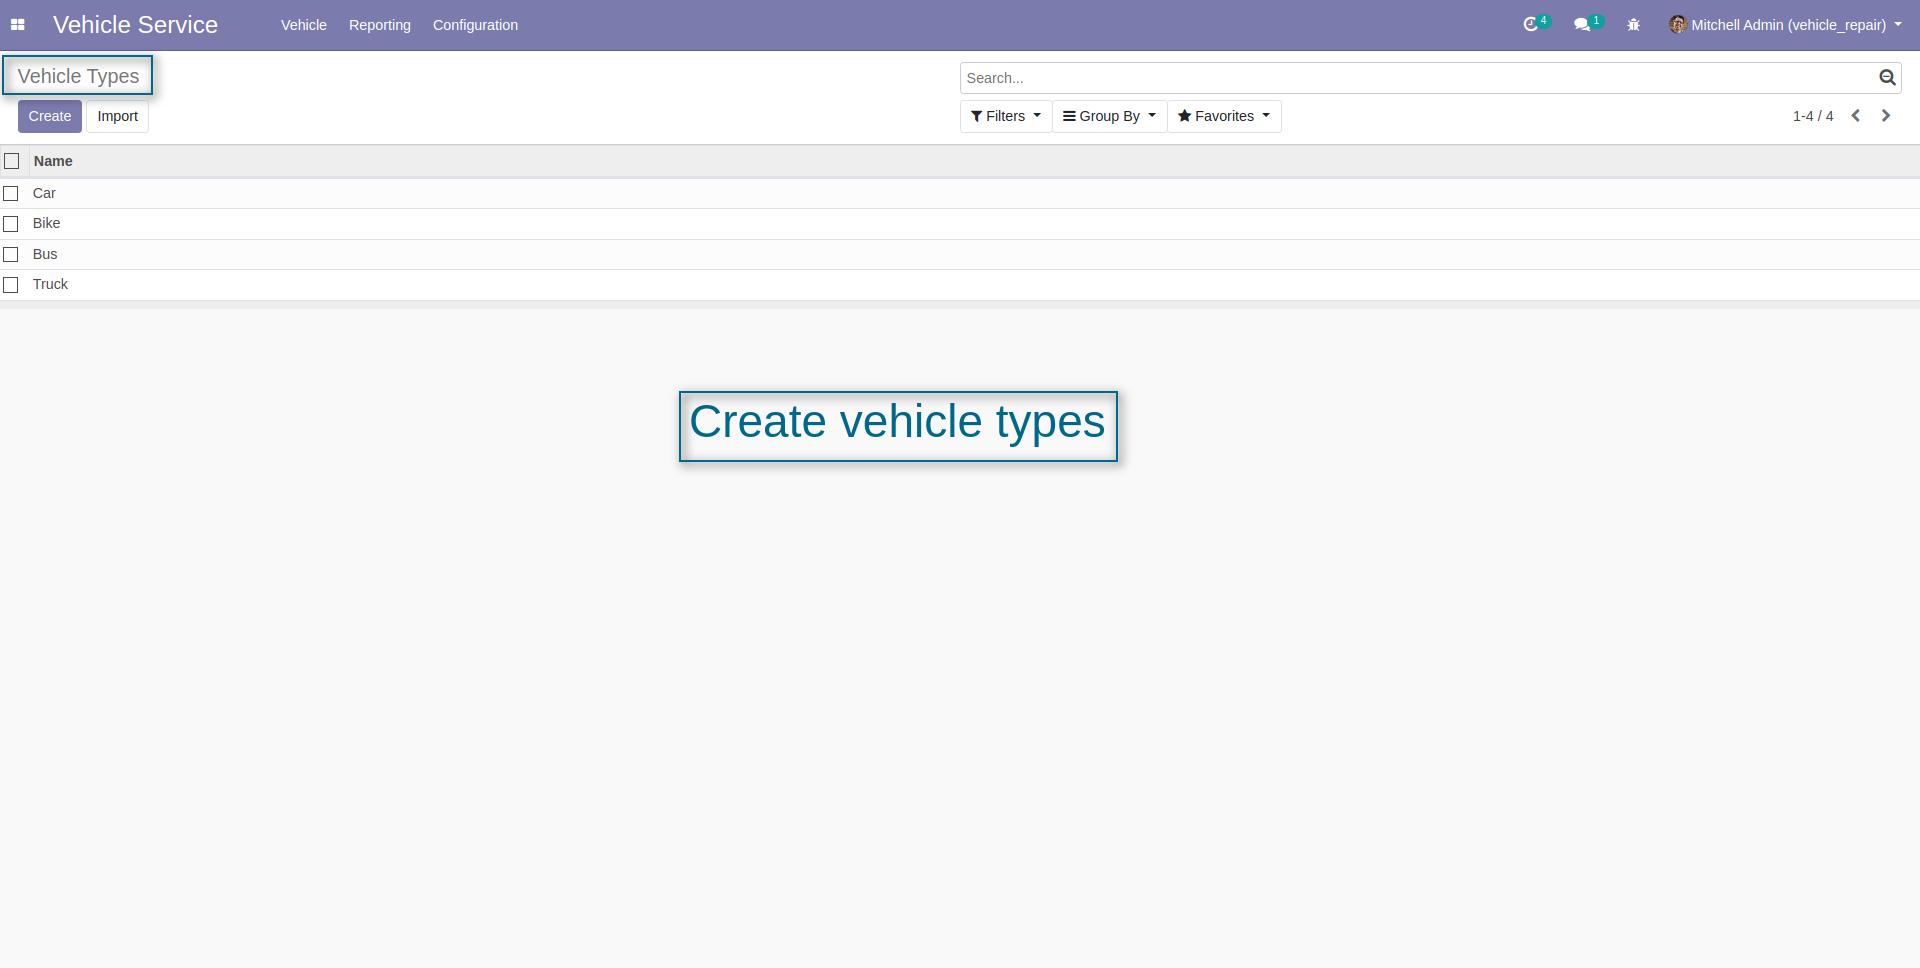 Vehicle Service Vehicle Reporting Configuration 4 1 Mitchell Admin (vehicle_repair)
Vehicle Types
Search...
Create Import Filters Group By Favorites 1-4 / 4
Name
Car
Bike
Bus
Truck
Create vehicle types